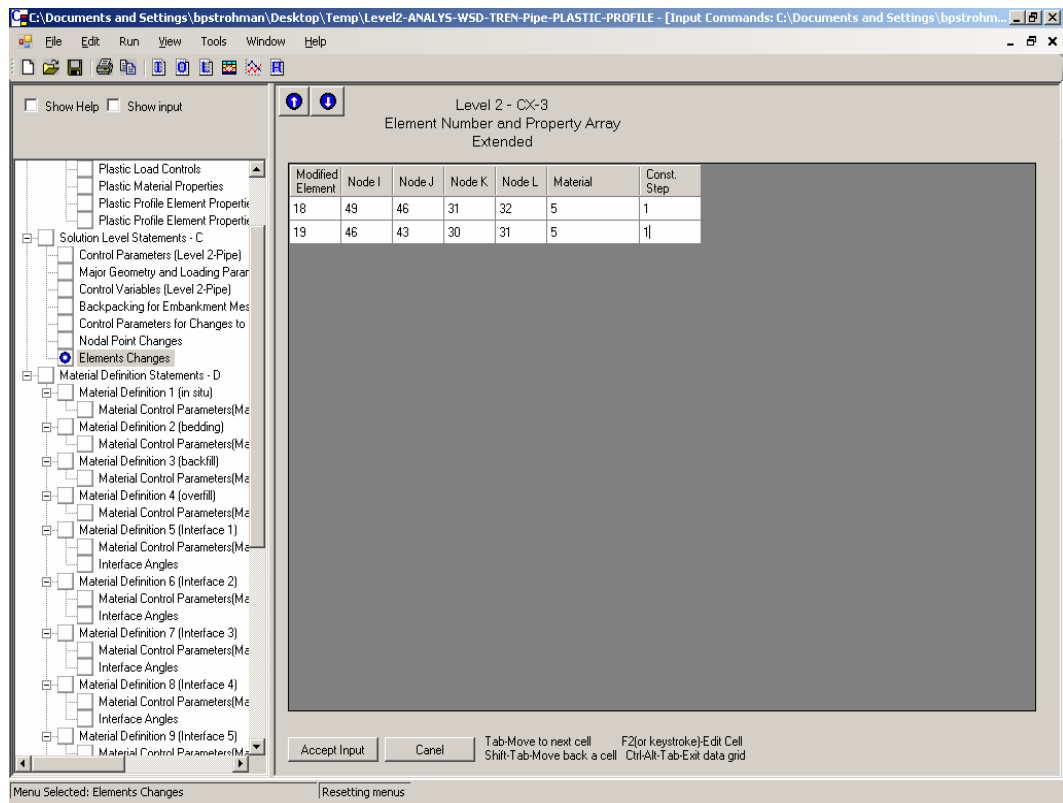 C:\Documents and Settings\bpstrohman\Desktop\Temp\Level2-ANALYS-WSD-TREN-Pipe-PLASTIC-PROFILE - [Input Commands: C:\Documents and Settings\bpstrohm...
File Edit Run View Tools Window Help
Show Help Show input
Plastic Load Controls
Plastic Material Properties
Plastic Profile Element Propertie
Plastic Profile Element Propertie
Solution Level Statements - C
Control Parameters (Level 2-Pipe)
Major Geometry and Loading Parar
Control Variables (Level 2-Pipe)
Backpacking for Embankment Mes
Control Parameters for Changes to
Nodal Point Changes
Elements Changes
Material Definition Statements - D
Material Definition 1 (in situ)
Material Control Parameters(Ma
Material Definition 2 (bedding)
Material Control Parameters(Ma
Material Definition 3 (backfill)
Material Control Parameters(Ma
Material Definition 4 (overfill)
Material Control Parameters(Ma
Material Definition 5 (Interface 1)
Material Control Parameters(Ma
Interface Angles
Material Definition 6 (Interface 2)
Material Control Parameters(Ma
Interface Angles
Material Definition 7 (Interface 3)
Material Control Parameters(Ma
Interface Angles
Material Definition 8 (Interface 4)
Material Control Parameters(Ma
Interface Angles
Material Definition 9 (Interface 5)
Material Control Parameters(Ma
Level 2 - CX-3
Element Number and Property Array
Extended
Modified Element Node I Node J Node K Node L Material Const. Step
18 49 46 31 32 5 1
19 46 43 30 31 5 1
Accept Input Canel
Tab-Move to next cell F2(or keystroke)-Edit Cell
Shift-Tab-Move back a cell Ctrl-Alt-Tab-Exit data grid
Menu Selected: Elements Changes Resetting menus